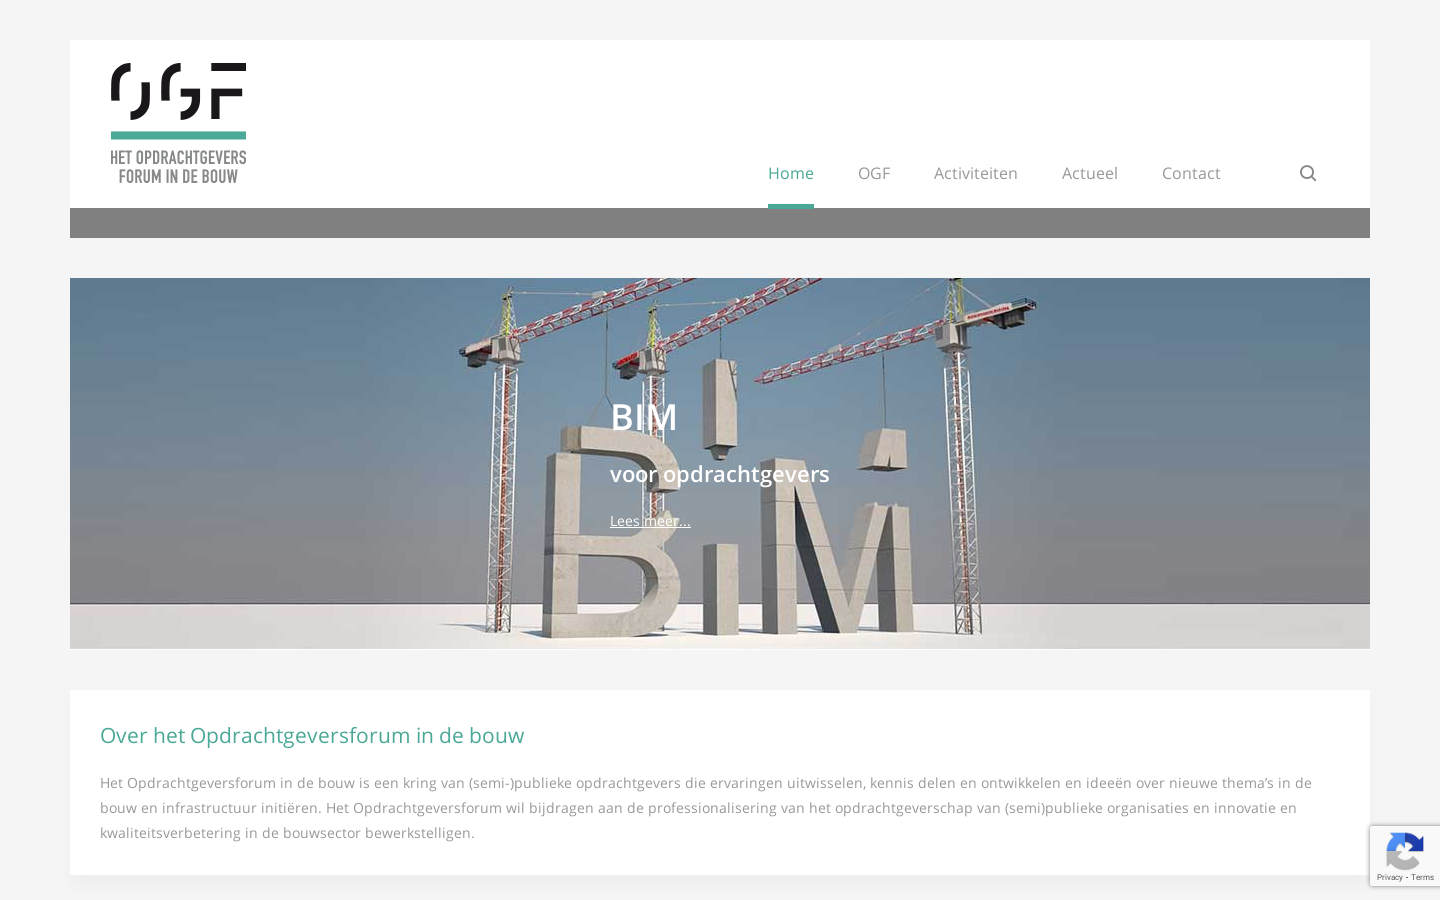 OGF
HET OPDRACHTGEVERS
FORUM IN DE BOUW
Home
OGF
Activiteiten
Actueel
Contact
BIM
voor opdrachtgevers
Lees meer...
BiM
Over het Opdrachtgeversforum in de bouw
Het Opdrachtgeversforum in de bouw is een kring van (semi-)publieke opdrachtgevers die ervaringen uitwisselen, kennis delen en ontwikkelen en ideeën over nieuwe thema’s in de
bouw en infrastructuur initiëren. Het Opdrachtgeversforum wil bijdragen aan de professionalisering van het opdrachtgeverschap van (semi)publieke organisaties en innovatie en
kwaliteitsverbetering in de bouwsector bewerkstelligen.
Privacy - Terms